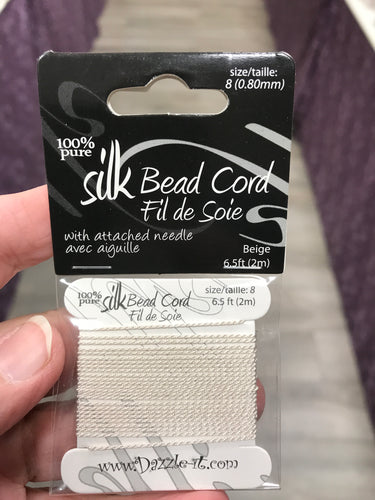 size/taille:
8 (0.80mm)
100%
pure
silk Bead Cord
Fil de Soie
with attached needle
avec aiguille
Beige
6.5ft (2m)
100%
pure
silk Bead Cord
Fil de Soie
size/taille: 8
6.5 ft (2m)
www.Dazzle-it.com